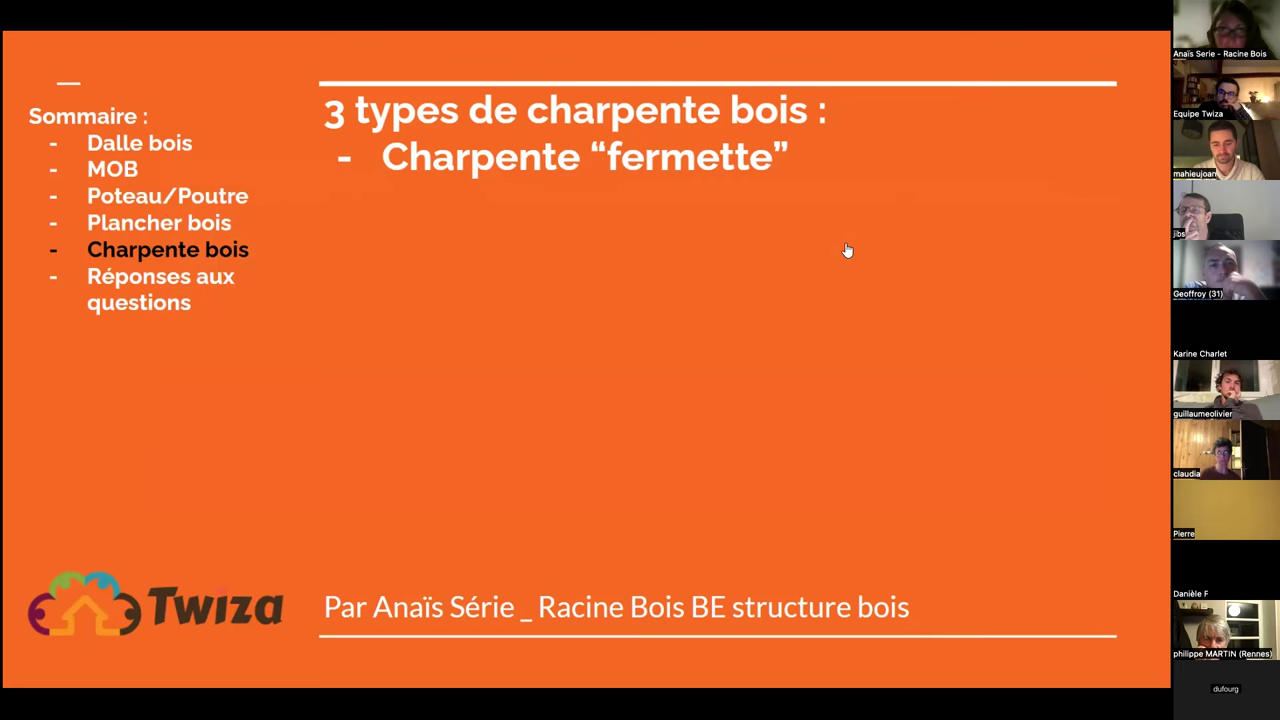 Sommaire :
- Dalle bois
- MOB
- Poteau/Poutre
- Plancher bois
- Charpente bois
- Réponses aux
questions
3 types de charpente bois :
- Charpente “fermette”
Twiza
Par Anaïs Série _ Racine Bois BE structure bois
Anaïs Serie - Racine Bois
Equipe Twiza
mahieujoan
jibs
Geoffroy (31)
Karine Charlet
guillaumeolivier
claudia
Pierre
Danièle F
philippe MARTIN (Rennes)
dufourg